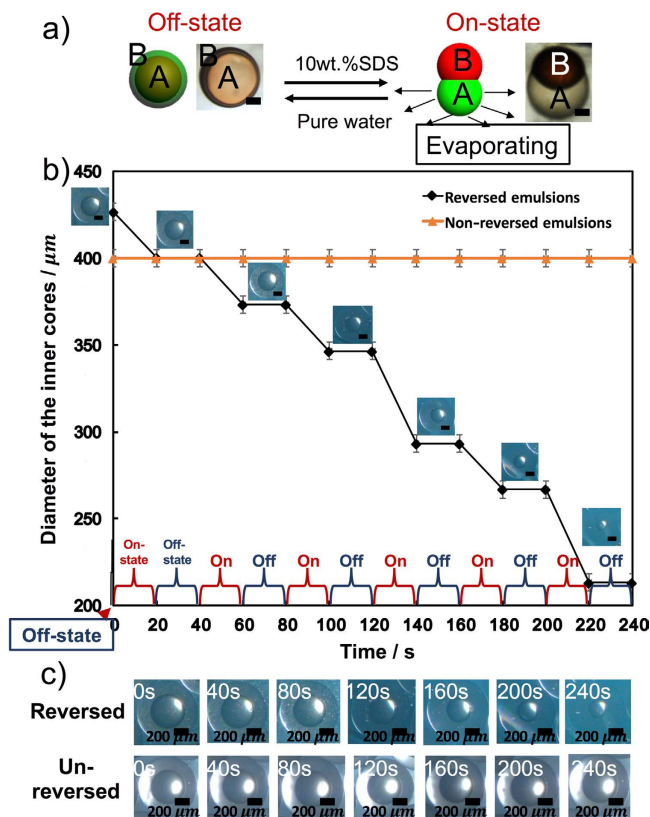 a)
Off-state
On-state
B
A
B
A
10wt.%SDS
Pure water
B
A
B
A
Evaporating
b)
450
400
350
300
250
200
Diameter of the inner cores / μm
Reversed emulsions
Non-reversed emulsions
On-
state
Off-
state
On
Off
On
Off
On
Off
On
Off
On
Off
0
20
40
60
80
100
120
140
160
180
200
220
240
Off-state
Time / s
c)
Reversed
0s
40s
80s
120s
160s
200s
240s
200 μm
200 μm
200 μm
200 μm
200 μm
200 μm
200 μm
Un-
reversed
0s
40s
80s
120s
160s
200s
240s
200 μm
200 μm
200 μm
200 μm
200 μm
200 μm
200 μm